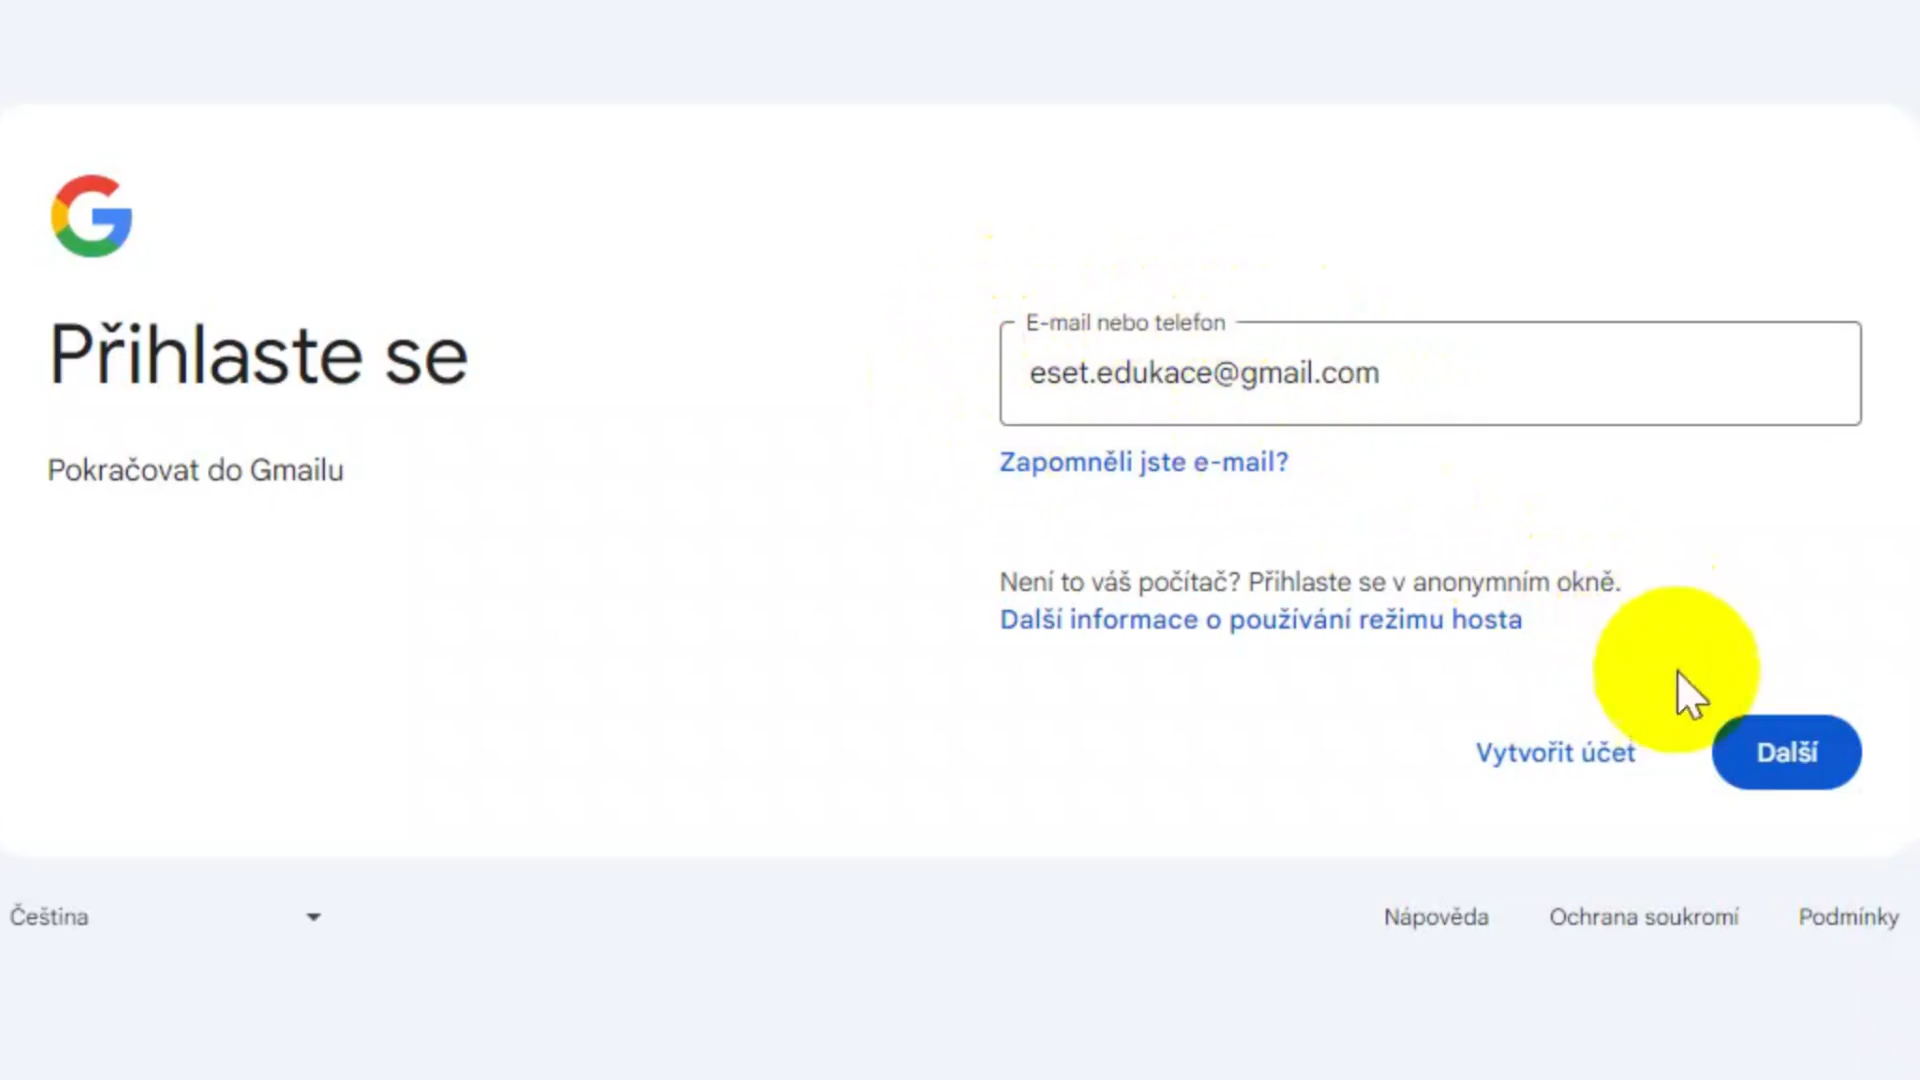 Přihlaste se
Pokračovat do Gmailu
E-mail nebo telefon
eset.edukace@gmail.com
Zapomněli jste e-mail?
Není to váš počítač? Přihlaste se v anonymním okně.
Další informace o používání režimu hosta
Vytvořit účet
Další
Čeština
Nápověda
Ochrana soukromí
Podmínky